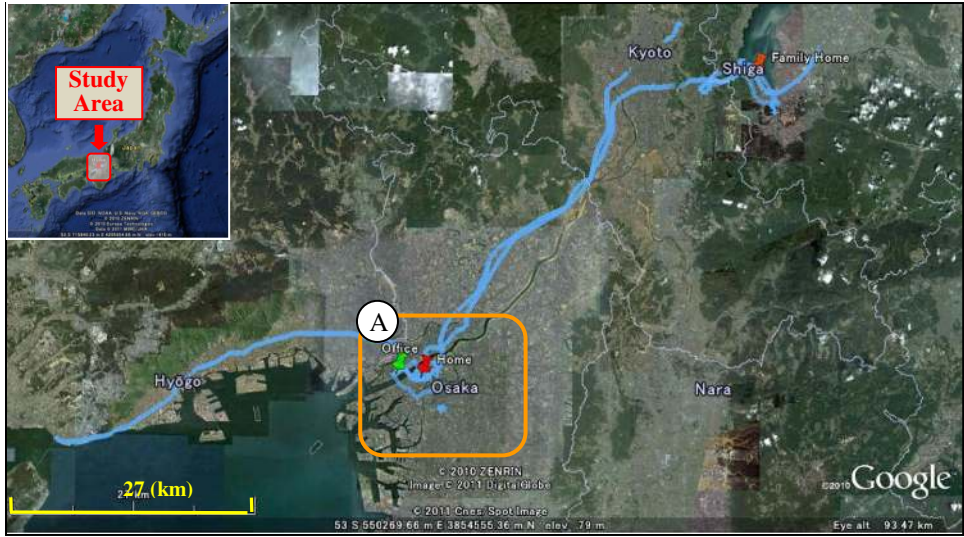 Study
Area
Kyoto
Shiga
Family Home
A
Office
Home
Hyōgo
Osaka
Nara
27 (km)
© 2010 ZENRIN
Image © 2011 DigitalGlobe
© 2011 Cnes/Spot Image
©2010 Google
53 S 550269.66 m E 3854555.36 m N elev 79 m
Eye alt 93.47 km